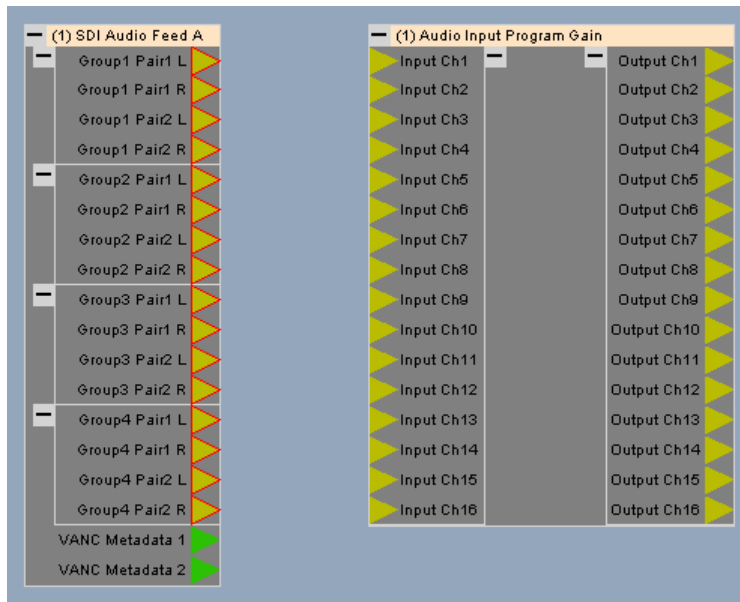 (1) SDI Audio Feed A
Group1 Pair1 L
Group1 Pair1 R
Group1 Pair2 L
Group1 Pair2 R
Group2 Pair1 L
Group2 Pair1 R
Group2 Pair2 L
Group2 Pair2 R
Group3 Pair1 L
Group3 Pair1 R
Group3 Pair2 L
Group3 Pair2 R
Group4 Pair1 L
Group4 Pair1 R
Group4 Pair2 L
Group4 Pair2 R
VANC Metadata 1
VANC Metadata 2
(1) Audio Input Program Gain
Input Ch1 Output Ch1
Input Ch2 Output Ch2
Input Ch3 Output Ch3
Input Ch4 Output Ch4
Input Ch5 Output Ch5
Input Ch6 Output Ch6
Input Ch7 Output Ch7
Input Ch8 Output Ch8
Input Ch9 Output Ch9
Input Ch10 Output Ch10
Input Ch11 Output Ch11
Input Ch12 Output Ch12
Input Ch13 Output Ch13
Input Ch14 Output Ch14
Input Ch15 Output Ch15
Input Ch16 Output Ch16